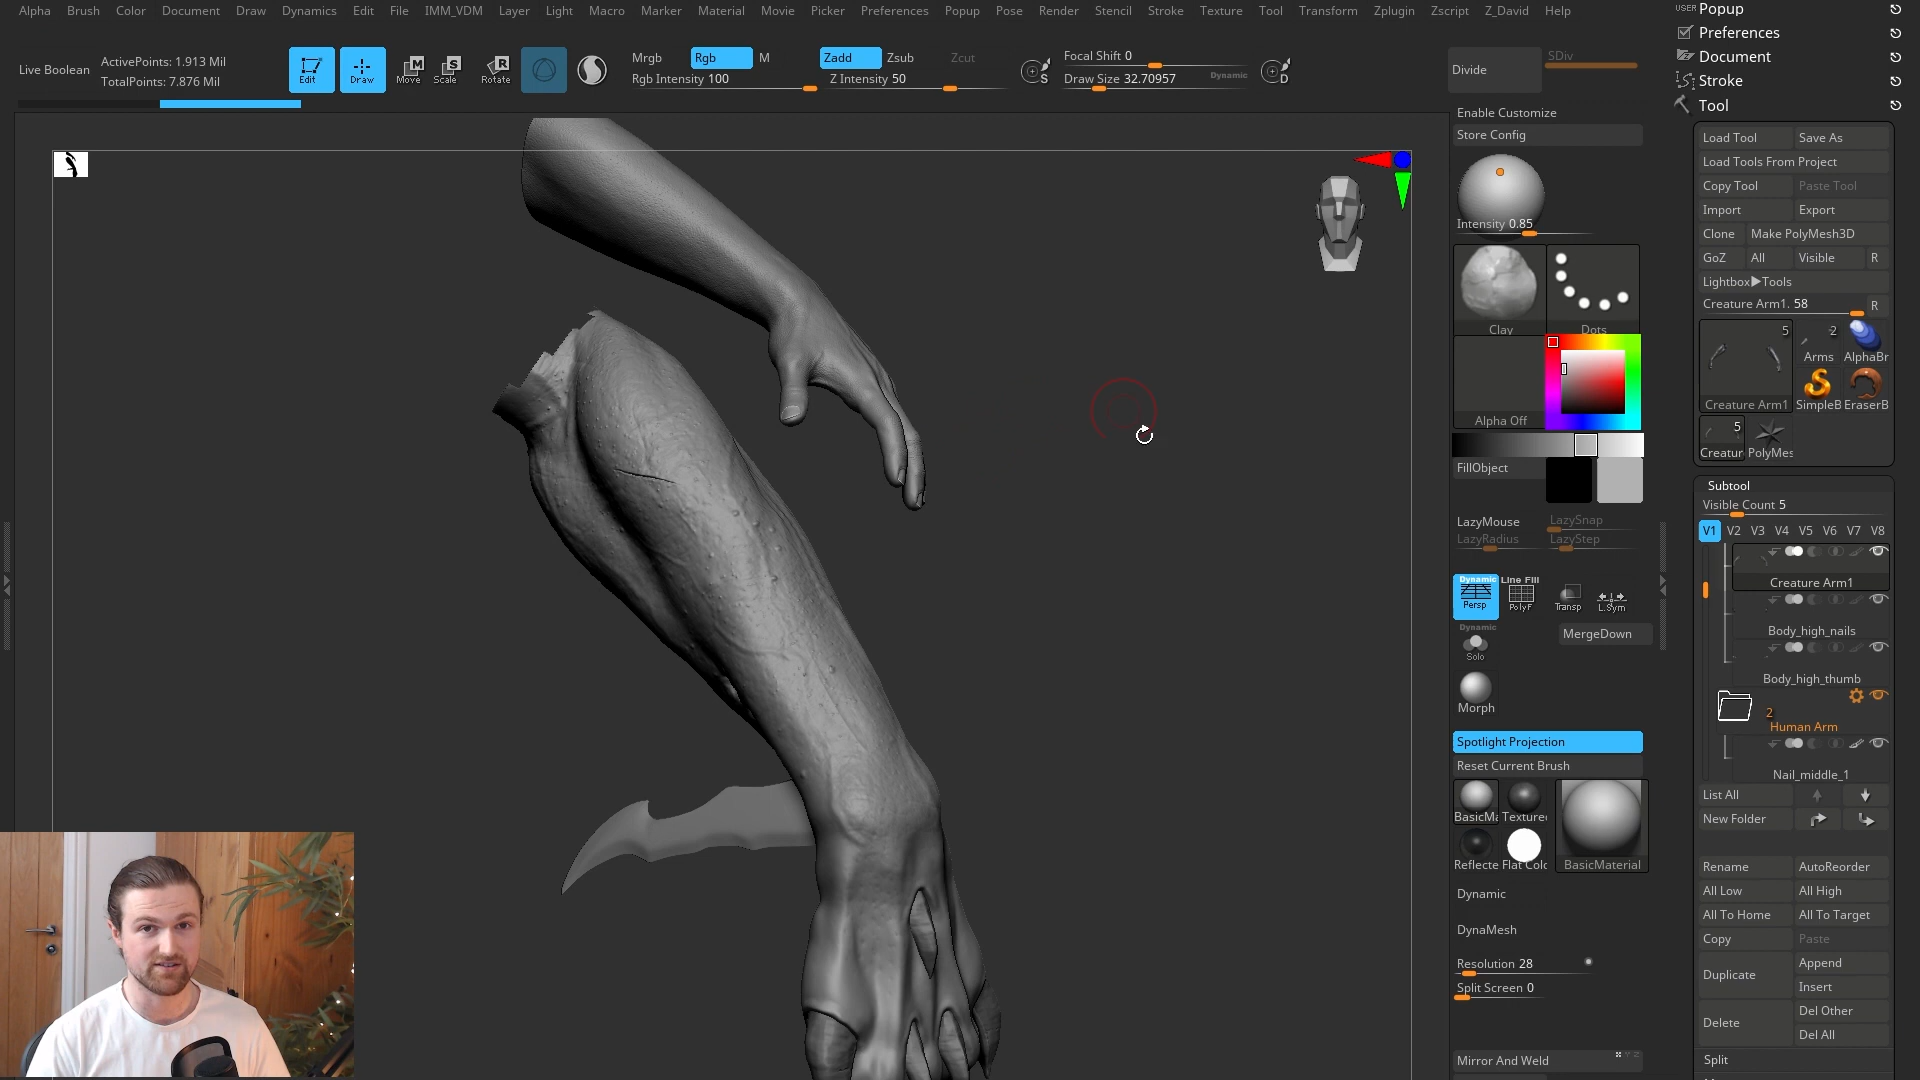 Alpha Brush Color Document Draw Dynamics Edit File IMM_VDM Layer Light Macro Marker Material Movie Picker Preferences Popup Pose Render Stencil Stroke Texture Tool Transform Zplugin Zscript Z_David Help
Live Boolean
ActivePoints: 1.913 Mil
TotalPoints: 7.876 Mil
Edit
Draw
Move
Scale
Rotate
Mrgb Rgb M
Rgb Intensity 100
Zadd Zsub Zcut
Z Intensity 50
Focal Shift 0
Draw Size 32.70957
Dynamic
S
D
Divide
SDiv
Enable Customize
Store Config
Intensity 0.85
Clay
Dots
Alpha Off
FillObject
LazyMouse LazySnap
LazyRadius LazyStep
Dynamic
Persp
Line Fill
PolyF
Transp
L.Sym
Dynamic
Solo
MergeDown
Morph
Spotlight Projection
Reset Current Brush
BasicMa Texture
Reflecte Flat Colo
BasicMaterial
Dynamic
DynaMesh
Resolution 28
Split Screen 0
Mirror And Weld
USER Popup
Preferences
Document
Stroke
Tool
Load Tool Save As
Load Tools From Project
Copy Tool Paste Tool
Import Export
Clone Make PolyMesh3D
GoZ All Visible R
Lightbox▶Tools
Creature Arm1. 58 R
5
Creature Arm1
2
Arms AlphaBr
SimpleB EraserB
5
Creatur PolyMes
Subtool
Visible Count 5
V1 V2 V3 V4 V5 V6 V7 V8
Creature Arm1
Body_high_nails
Body_high_thumb
2
Human Arm
Nail_middle_1
List All
New Folder
Rename AutoReorder
All Low All High
All To Home All To Target
Copy Paste
Duplicate Append
Insert
Delete Del Other
Del All
Split